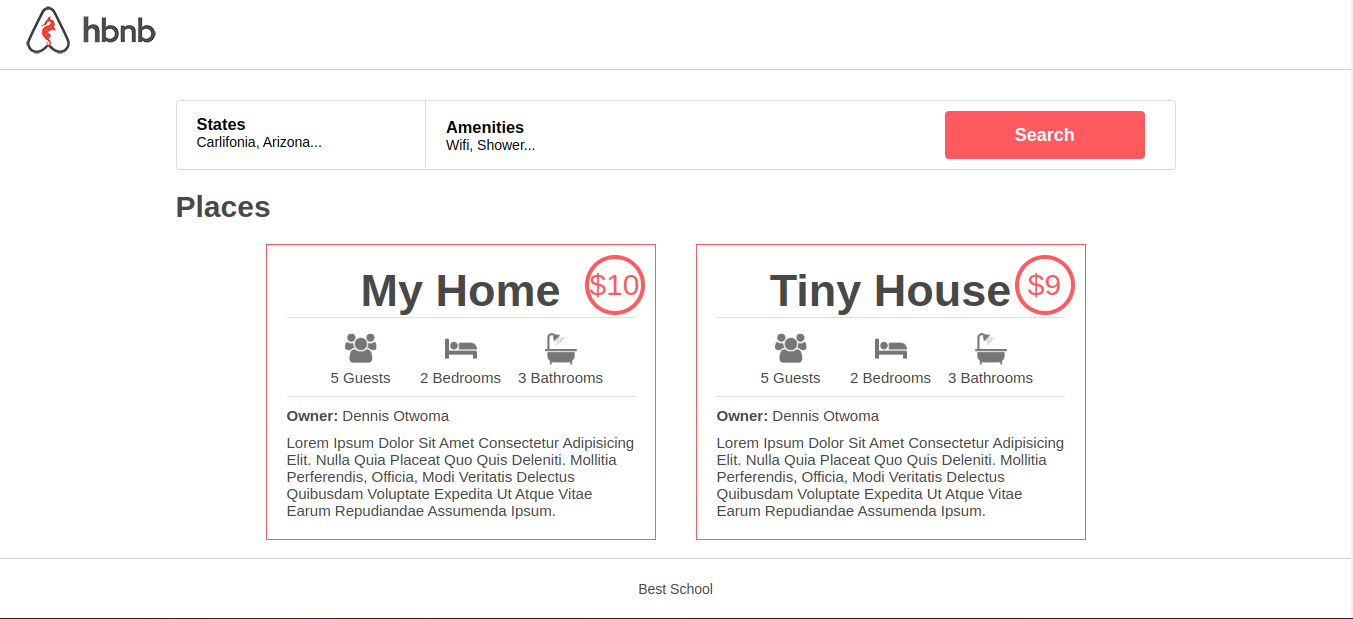 hbnb
States
Carlifonia, Arizona...
Amenities
Wifi, Shower...
Search
Places
My Home
$10
5 Guests
2 Bedrooms
3 Bathrooms
Owner: Dennis Otwoma
Lorem Ipsum Dolor Sit Amet Consectetur Adipisicing
Elit. Nulla Quia Placeat Quo Quis Deleniti. Mollitia
Perferendis, Officia, Modi Veritatis Delectus
Quibusdam Voluptate Expedita Ut Atque Vitae
Earum Repudiandae Assumenda Ipsum.
Tiny House
$9
5 Guests
2 Bedrooms
3 Bathrooms
Owner: Dennis Otwoma
Lorem Ipsum Dolor Sit Amet Consectetur Adipisicing
Elit. Nulla Quia Placeat Quo Quis Deleniti. Mollitia
Perferendis, Officia, Modi Veritatis Delectus
Quibusdam Voluptate Expedita Ut Atque Vitae
Earum Repudiandae Assumenda Ipsum.
Best School